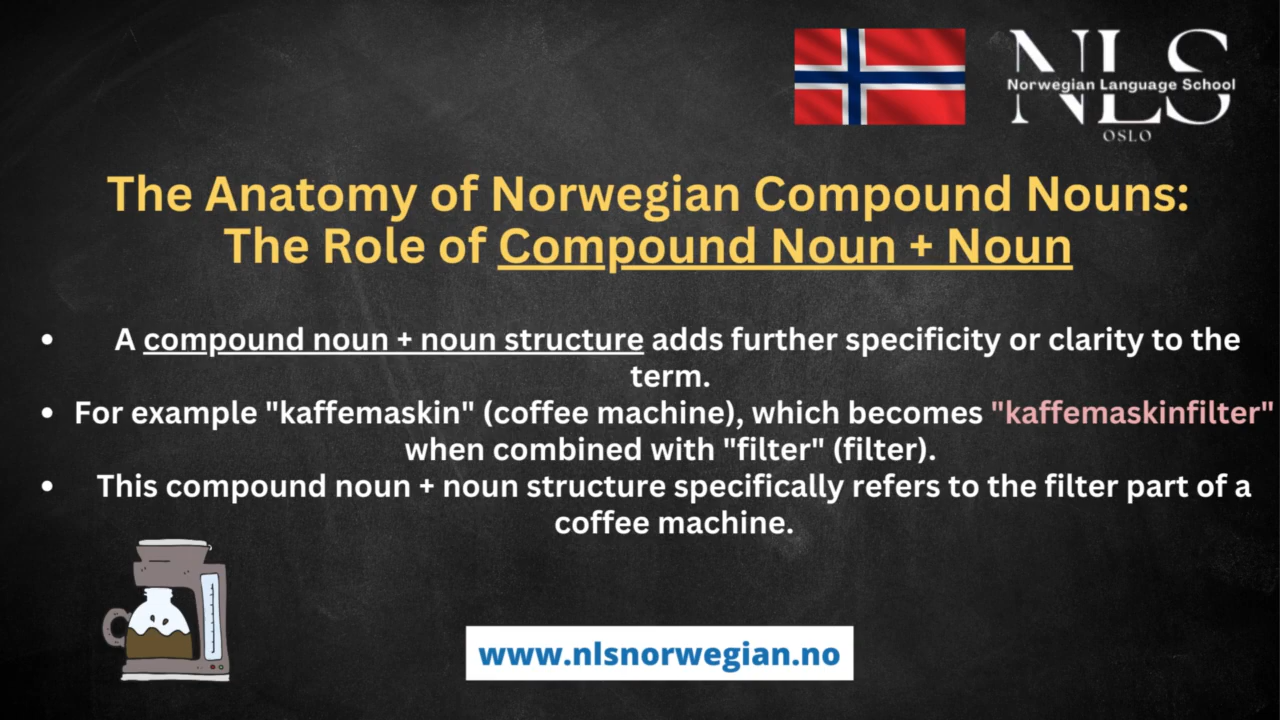 NLS
Norwegian Language School
OSLO
The Anatomy of Norwegian Compound Nouns:
The Role of Compound Noun + Noun
• A compound noun + noun structure adds further specificity or clarity to the
term.
• For example "kaffemaskin" (coffee machine), which becomes "kaffemaskinfilter"
when combined with "filter" (filter).
• This compound noun + noun structure specifically refers to the filter part of a
coffee machine.
www.nlsnorwegian.no